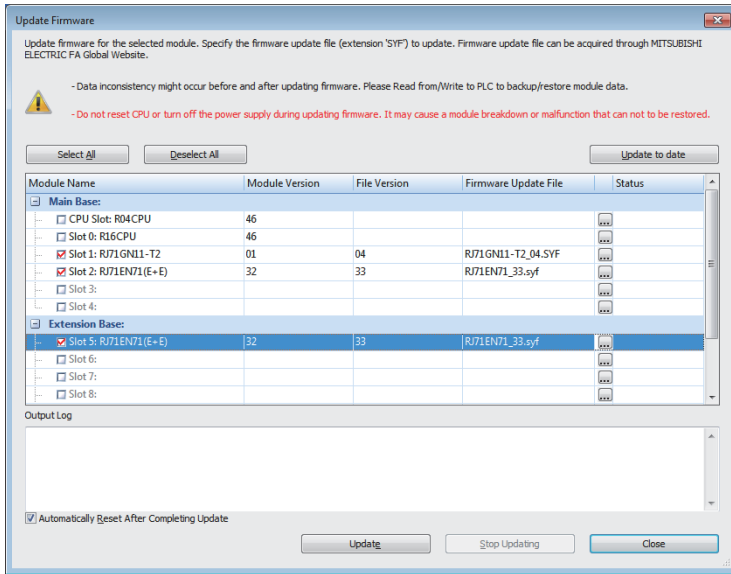 Update Firmware
Update firmware for the selected module. Specify the firmware update file (extension 'SYF') to update. Firmware update file can be acquired through MITSUBISHI
ELECTRIC FA Global Website.
- Data inconsistency might occur before and after updating firmware. Please Read from/Write to PLC to backup/restore module data.
- Do not reset CPU or turn off the power supply during updating firmware. It may cause a module breakdown or malfunction that can not to be restored.
Select All Deselect All Update to date
Module Name Module Version File Version Firmware Update File Status
Main Base:
CPU Slot: R04CPU 46 ...
Slot 0: R16CPU 46 ...
Slot 1: RJ71GN11-T2 01 04 RJ71GN11-T2_04.SYF ...
Slot 2: RJ71EN71(E+E) 32 33 RJ71EN71_33.syf ...
Slot 3: ...
Slot 4: ...
Extension Base:
Slot 5: RJ71EN71(E+E) 32 33 RJ71EN71_33.syf ...
Slot 6: ...
Slot 7: ...
Slot 8: ...
Output Log
Automatically Reset After Completing Update
Update Stop Updating Close